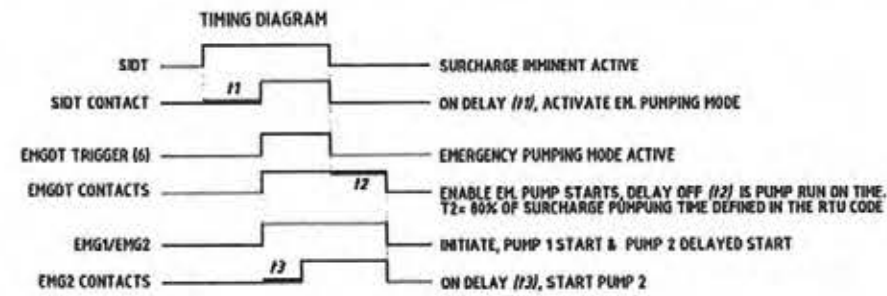 TIMING DIAGRAM
SIDT
SURCHARGE IMMINENT ACTIVE
t1
SIDT CONTACT
ON DELAY (t1), ACTIVATE EM. PUMPING MODE
EMGDT TRIGGER (6)
EMERGENCY PUMPING MODE ACTIVE
EMGDT CONTACTS
t2
ENABLE EM. PUMP STARTS, DELAY OFF (t2) IS PUMP RUN ON TIME.
T2= 80% OF SURCHARGE PUMPUNG TIME DEFINED IN THE RTU CODE
EMG1/EMG2
INITIATE, PUMP 1 START & PUMP 2 DELAYED START
t3
EMG2 CONTACTS
ON DELAY (t3), START PUMP 2